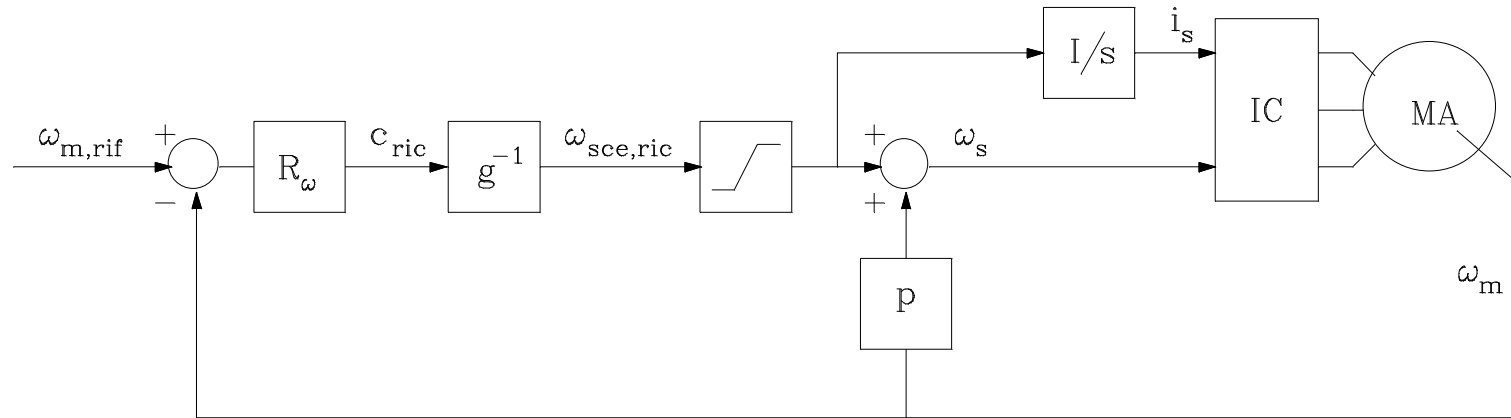 I/s
i_s
IC
MA
ω_m,rif
+
−
R_ω
c_ric
g^-1
ω_sce,ric
+
+
ω_s
p
ω_m